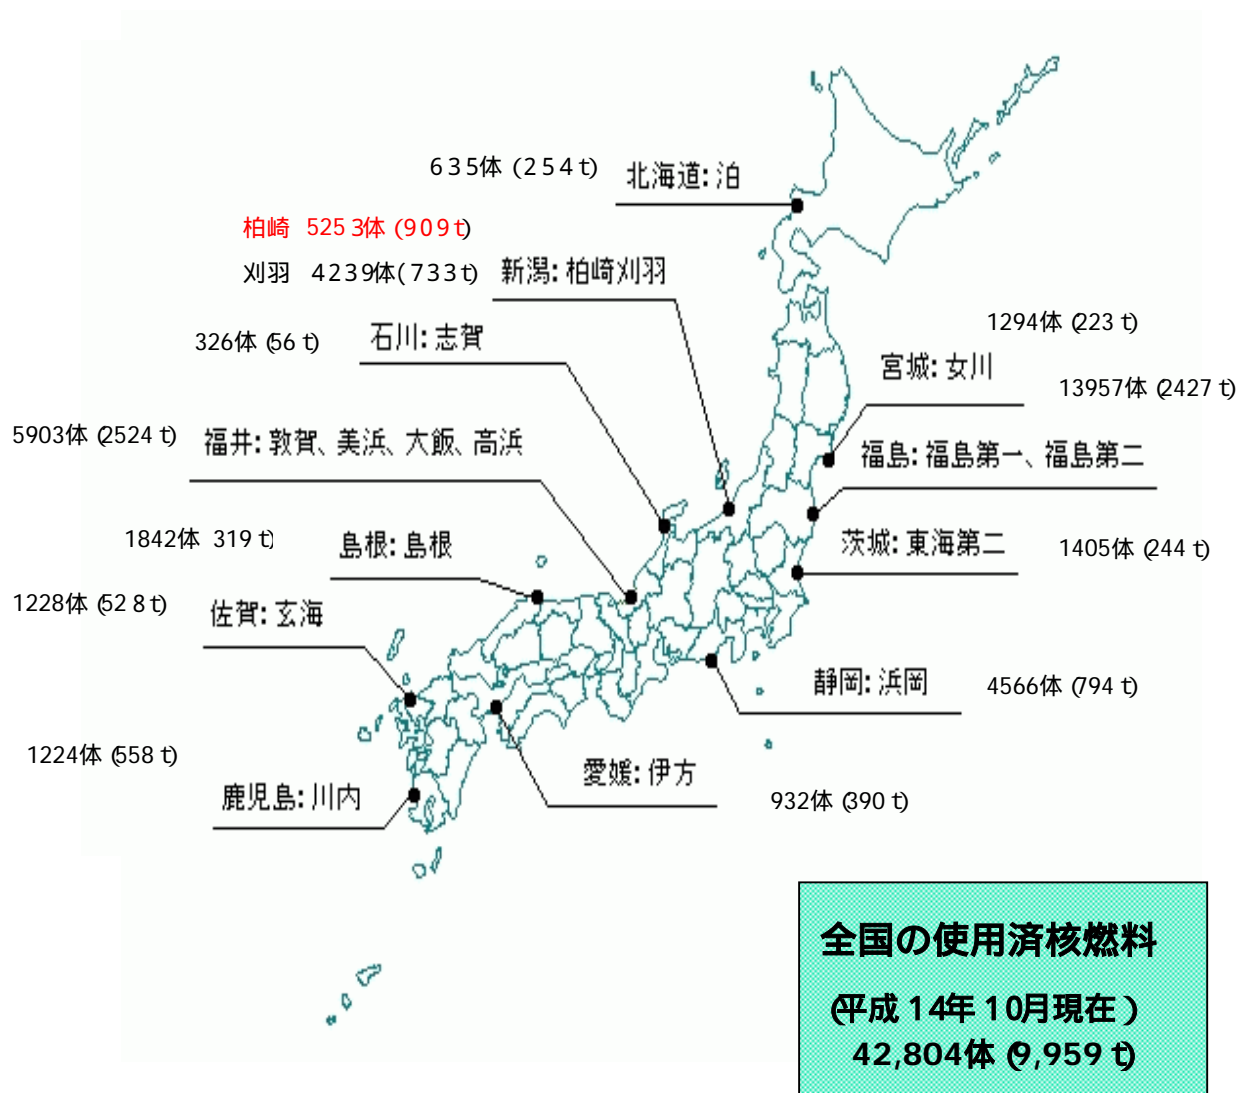 635体 (254t)
北海道: 泊
柏崎 5253体 (909t)
刈羽 4239体(733t)
新潟: 柏崎刈羽
326体 (56t)
石川: 志賀
1294体 (223t)
宮城: 女川
13957体 (2427t)
5903体 (2524t)
福井: 敦賀、美浜、大飯、高浜
福島: 福島第一、福島第二
1842体 319t)
島根: 島根
茨城: 東海第二
1405体 (244t)
1228体 (528t)
佐賀: 玄海
静岡: 浜岡
4566体 (794t)
1224体 (558t)
鹿児島: 川内
愛媛: 伊方
932体 (390t)
全国の使用済核燃料
(平成14年10月現在)
42,804体 (9,959t)